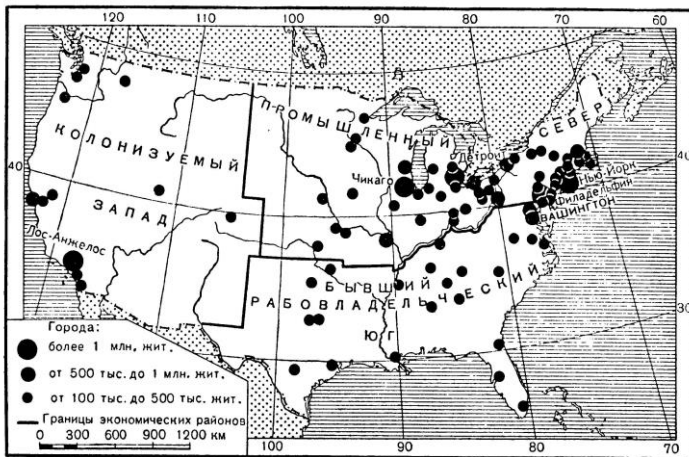 120
110
100
90
80
70
60
ПРОМЫШЛЕННЫЙ
СЕВЕР
КОЛОНИЗУЕМЫЙ
ЗАПАД
Детройт
Чикаго
40
40
Нью-Йорк
Филадельфия
ВАШИНГТОН
Лос-Анжелос
БЫВШИЙ
РАБОВЛАДЕЛЬЧЕСКИЙ
ЮГ
30
Города:
более 1 млн. жит.
от 500 тыс. до 1 млн. жит.
от 100 тыс. до 500 тыс. жит.
Границы экономических районов
300 0 300 600 900 1200 км
100
90
80
70